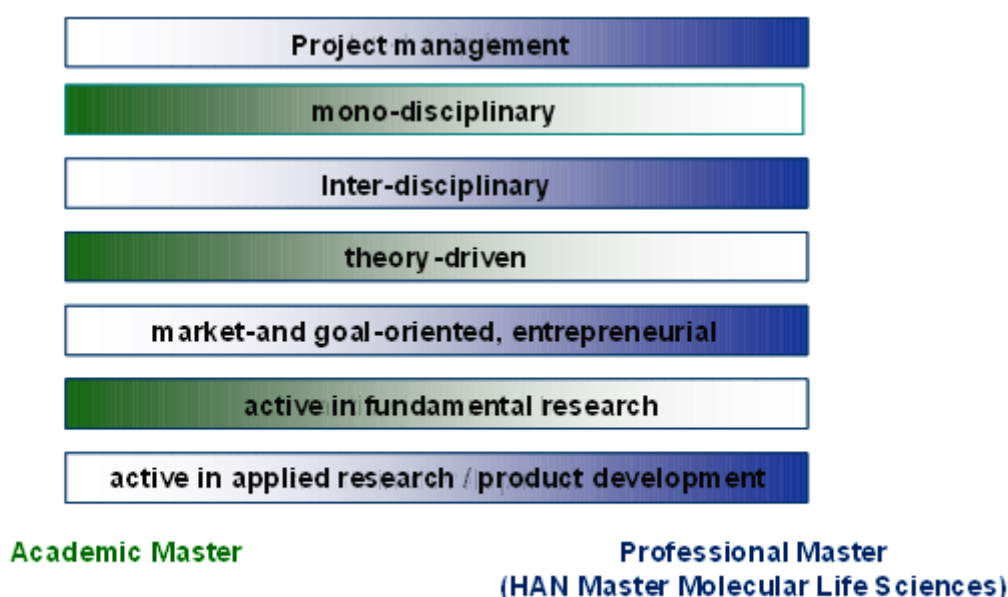 Project management
mono-disciplinary
Inter-disciplinary
theory-driven
market-and goal-oriented, entrepreneurial
active in fundamental research
active in applied research / product development
Academic Master
Professional Master
(HAN Master Molecular Life Sciences)